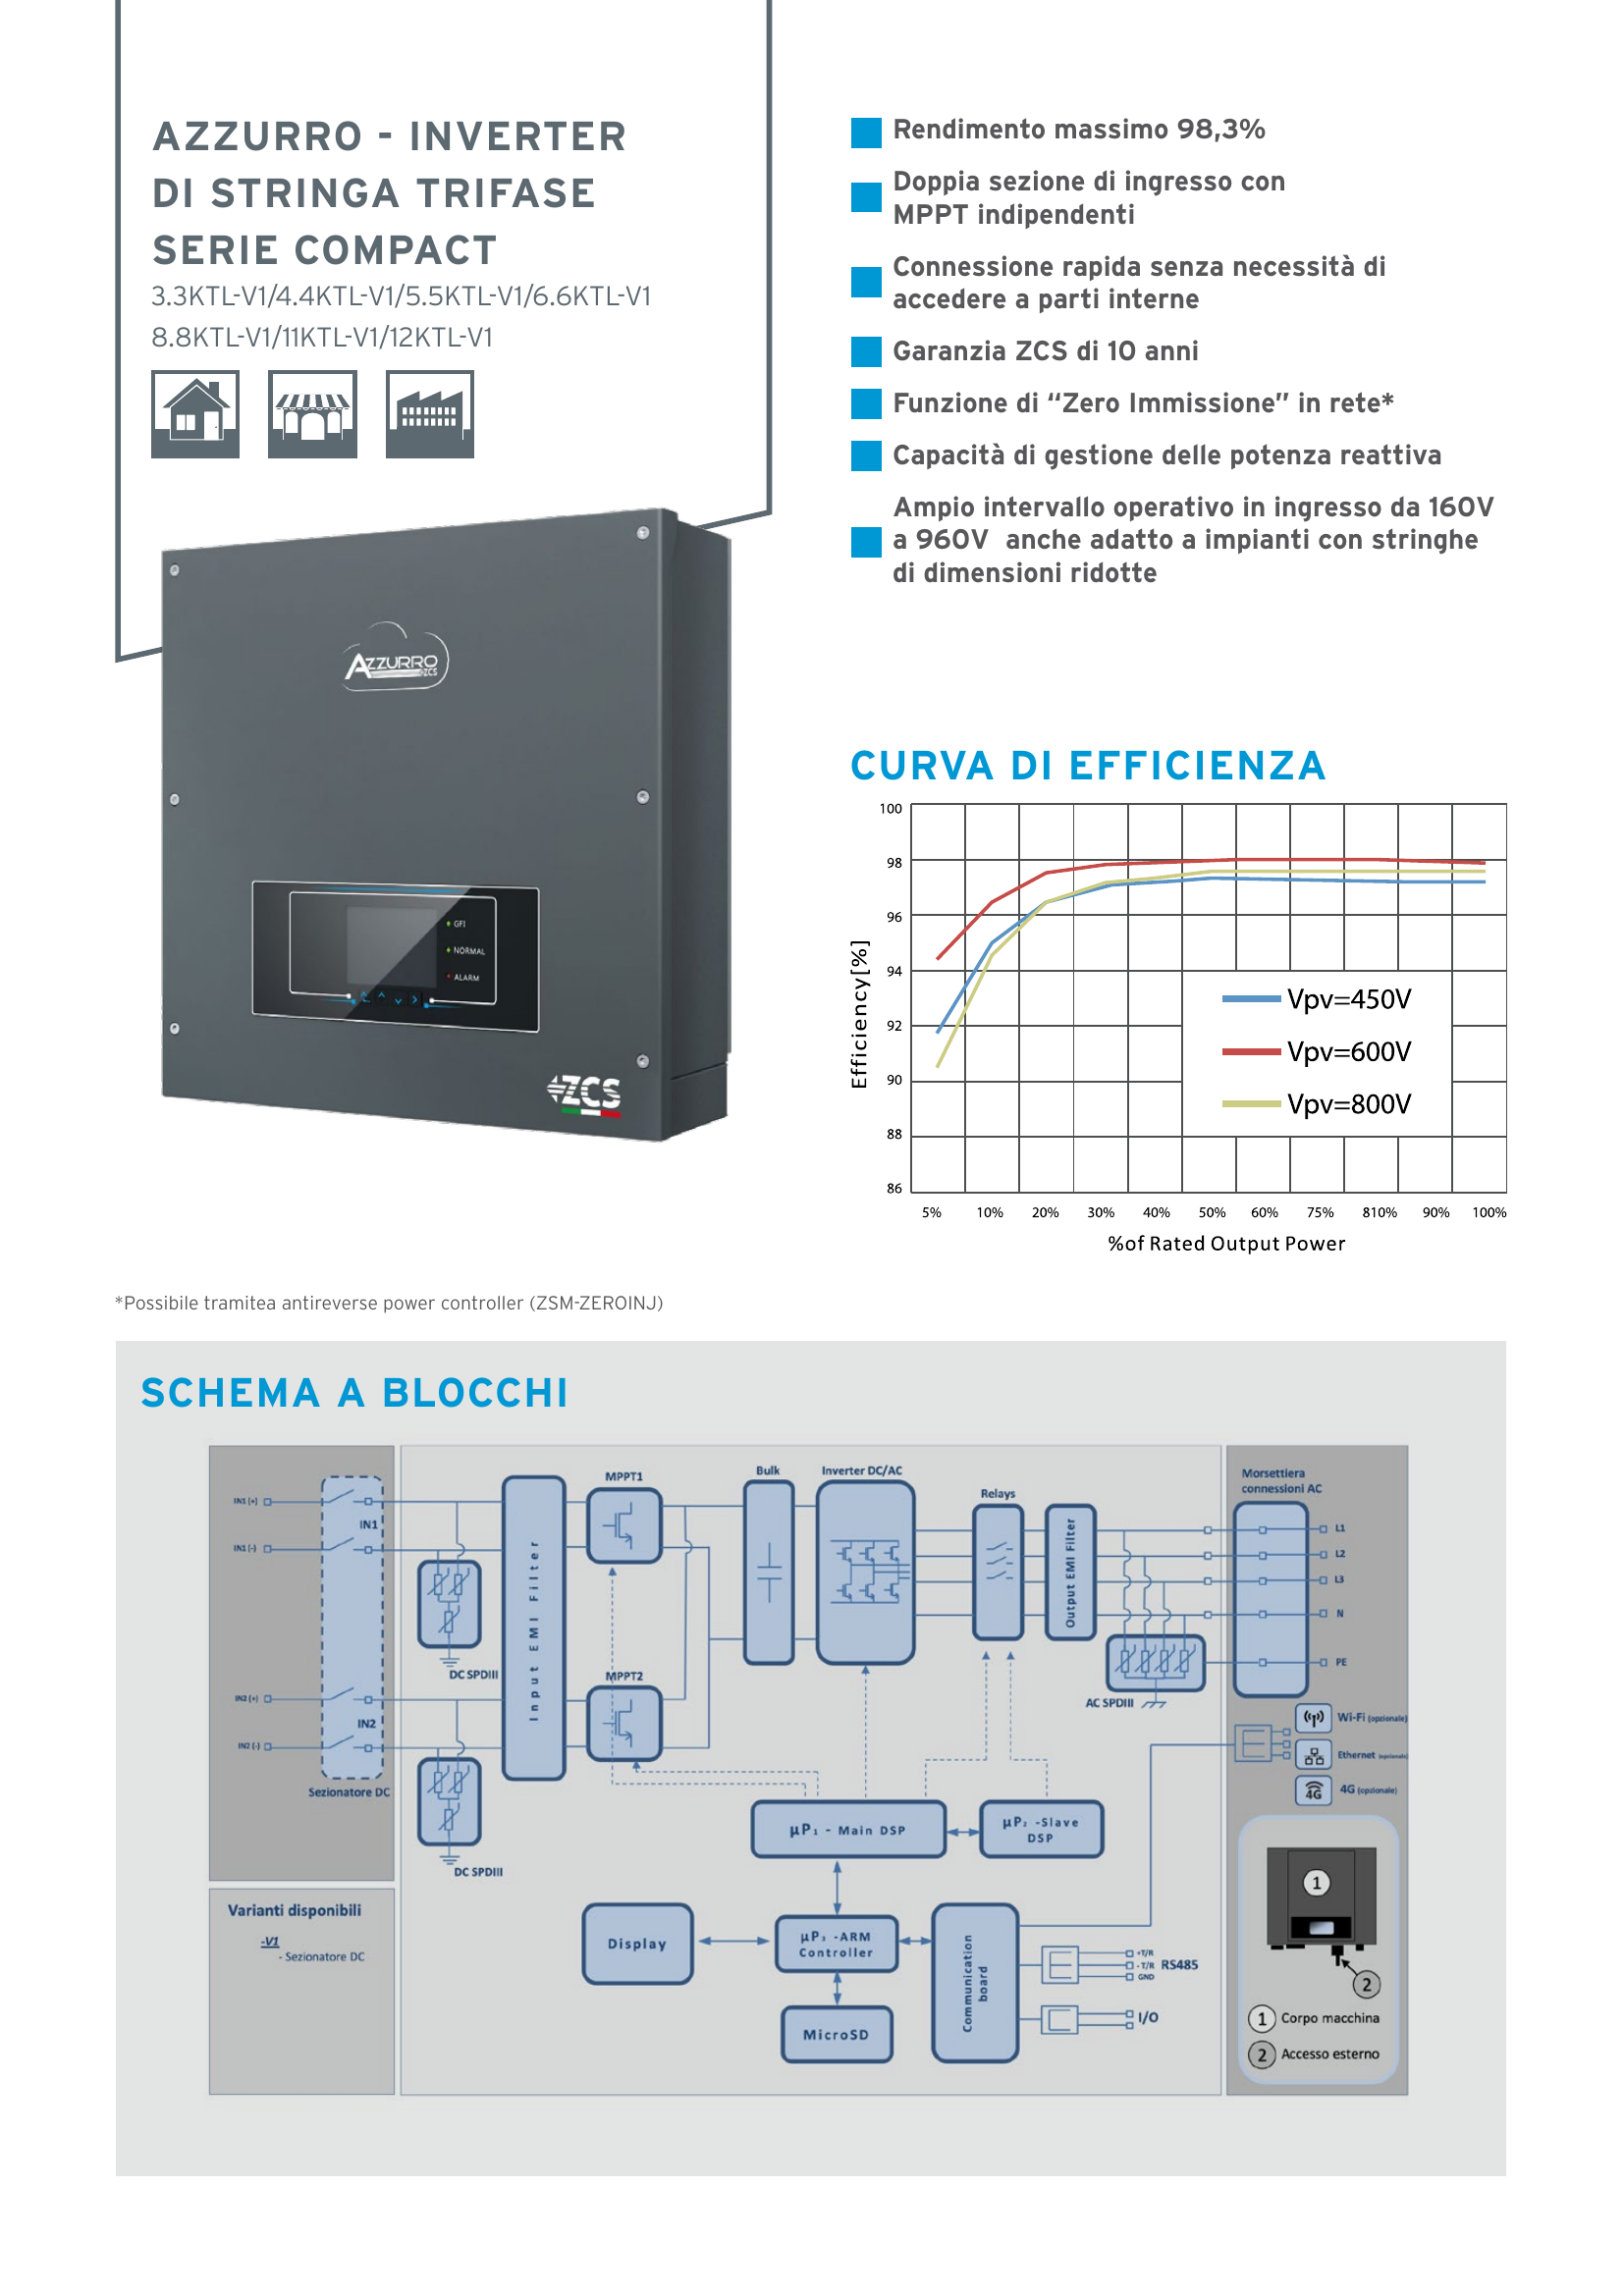 AZZURRO - INVERTER
DI STRINGA TRIFASE
SERIE COMPACT
3.3KTL-V1/4.4KTL-V1/5.5KTL-V1/6.6KTL-V1
8.8KTL-V1/11KTL-V1/12KTL-V1
Rendimento massimo 98,3%
Doppia sezione di ingresso con
MPPT indipendenti
Connessione rapida senza necessità di
accedere a parti interne
Garanzia ZCS di 10 anni
Funzione di “Zero Immissione” in rete*
Capacità di gestione delle potenza reattiva
Ampio intervallo operativo in ingresso da 160V
a 960V anche adatto a impianti con stringhe
di dimensioni ridotte
AZZURRO
ZCS
GFI
NORMAL
ALARM
ZCS
CURVA DI EFFICIENZA
100
98
96
94
92
90
88
86
Efficiency[%]
Vpv=450V
Vpv=600V
Vpv=800V
5% 10% 20% 30% 40% 50% 60% 75% 810% 90% 100%
%of Rated Output Power
*Possibile tramitea antireverse power controller (ZSM-ZEROINJ)
SCHEMA A BLOCCHI
IN1 (+)
IN1
IN1 (-)
IN2 (+)
IN2
IN2 (-)
Sezionatore DC
DC SPDIII
DC SPDIII
Input EMI Filter
MPPT1
MPPT2
Bulk
Inverter DC/AC
Relays
Output EMI Filter
AC SPDIII
Morsettiera
connessioni AC
L1
L2
L3
N
PE
Wi-Fi (opzionale)
Ethernet (opzionale)
4G
4G (opzionale)
µP1 - Main DSP
µP2 -Slave
DSP
Display
µP3 -ARM
Controller
MicroSD
Communication
board
+T/R
- T/R
GND
RS485
I/O
Varianti disponibili
-V1
- Sezionatore DC
1
2
1 Corpo macchina
2 Accesso esterno